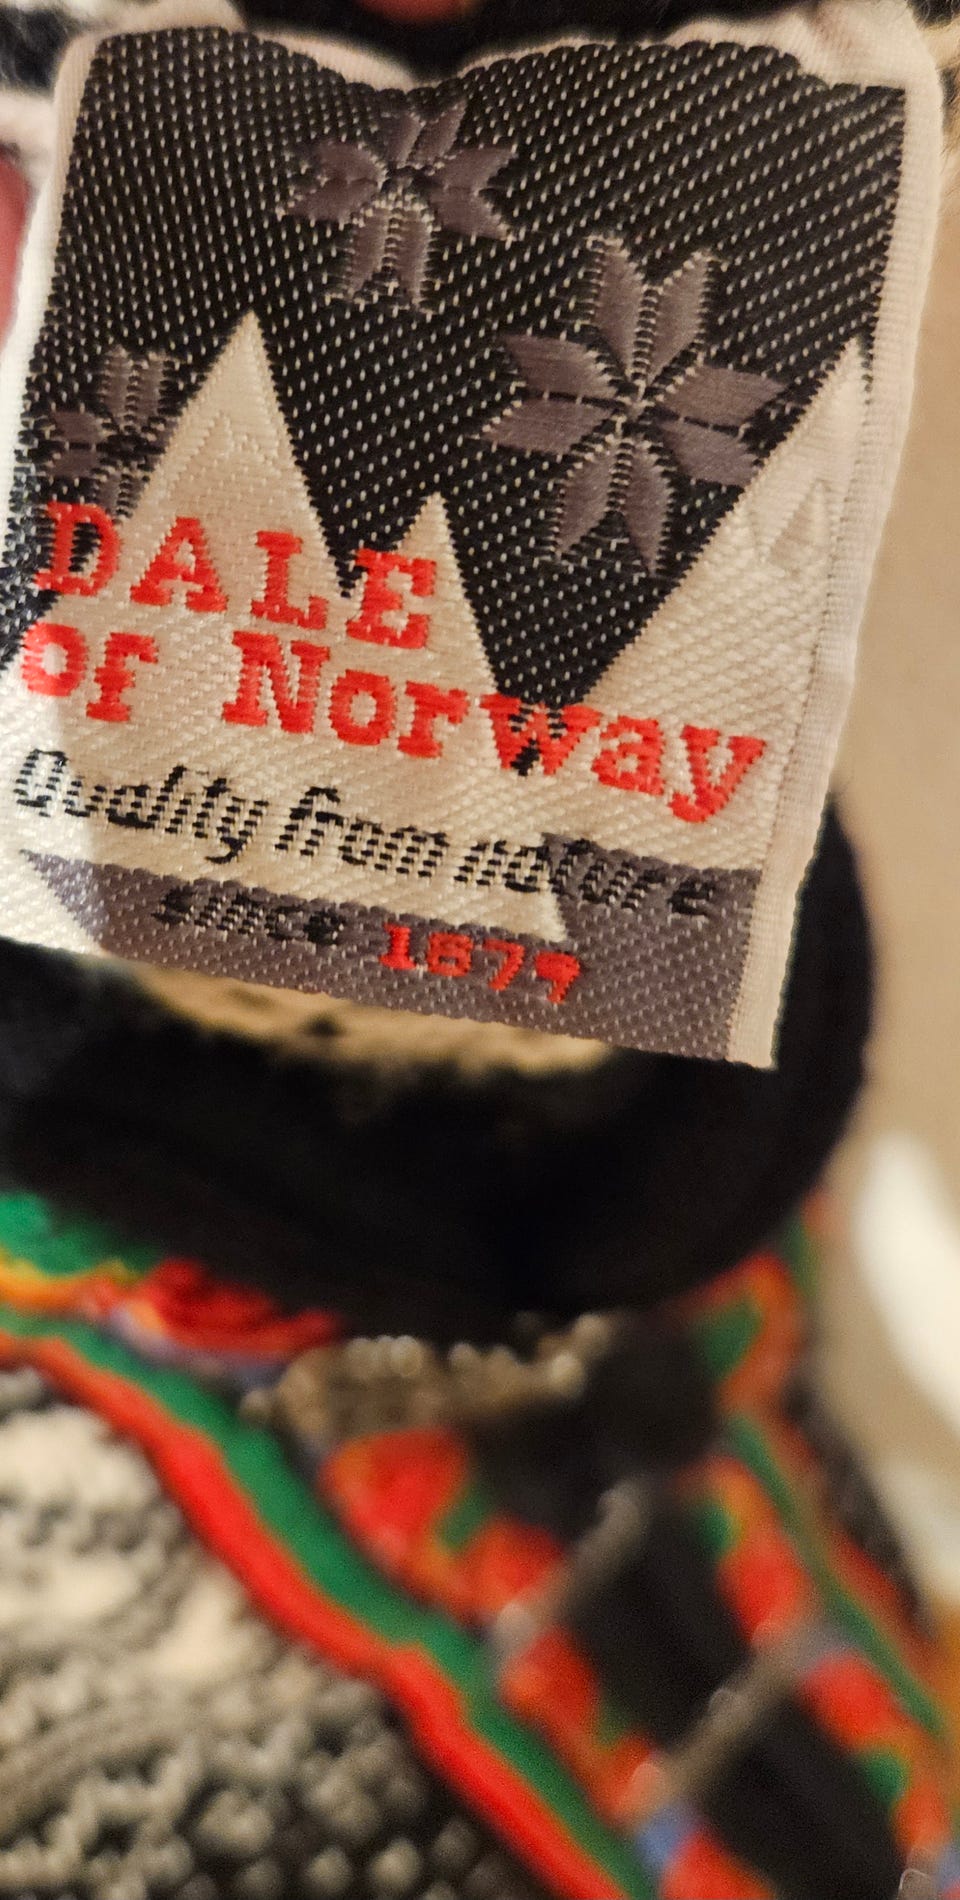 DALE
of Norway
Quality from nature
since 1879